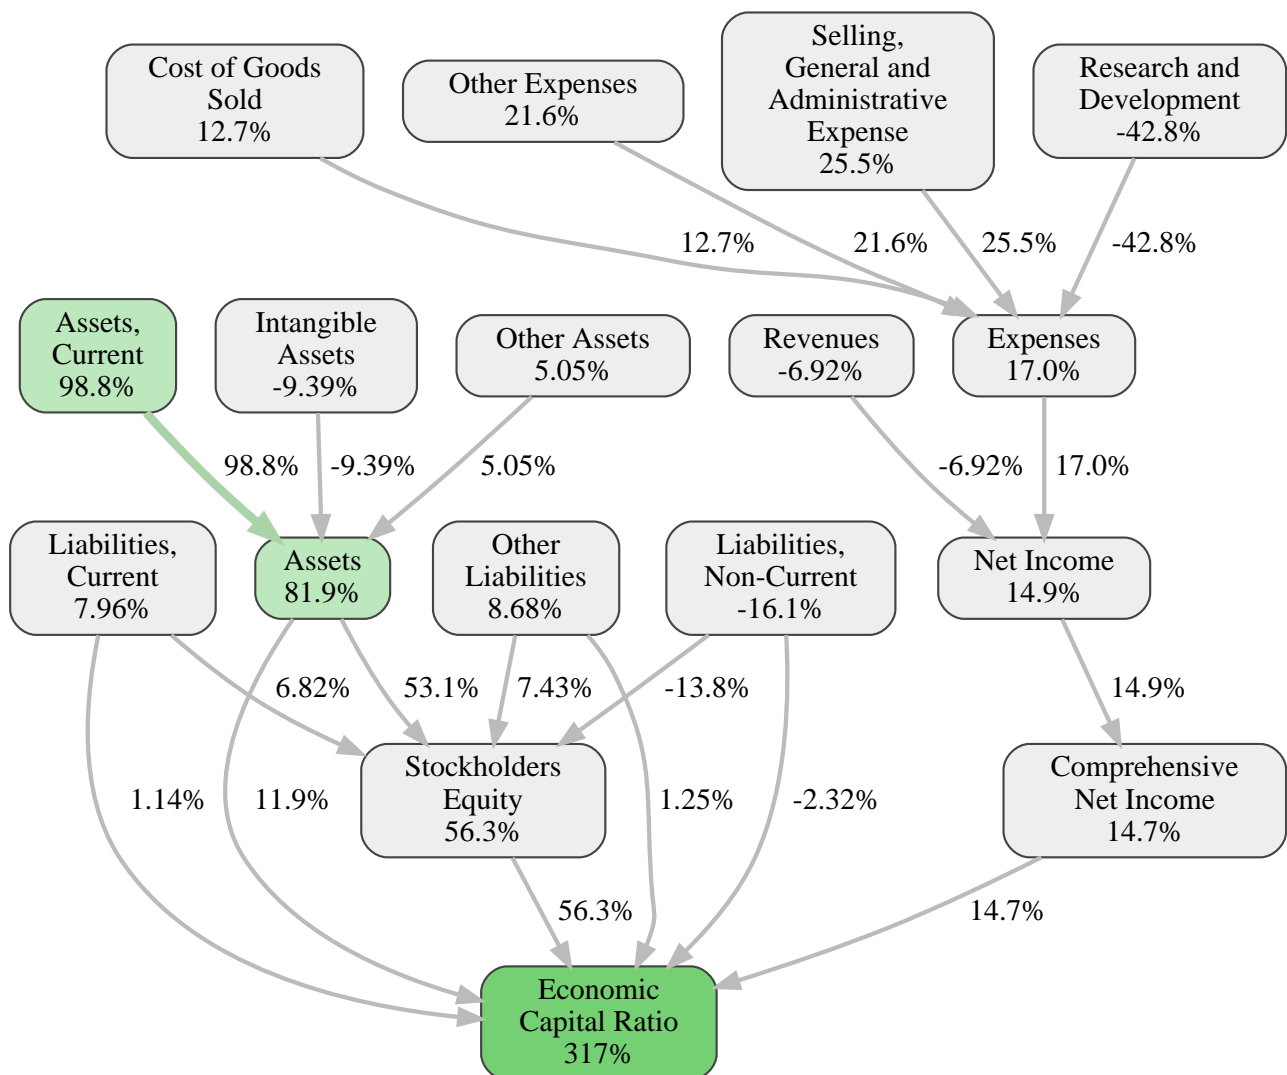 Cost of Goods
Sold
12.7%
Other Expenses
21.6%
Selling,
General and
Administrative
Expense
25.5%
Research and
Development
-42.8%
12.7%
21.6%
25.5%
-42.8%
Assets,
Current
98.8%
Intangible
Assets
-9.39%
Other Assets
5.05%
Revenues
-6.92%
Expenses
17.0%
98.8%
-9.39%
5.05%
-6.92%
17.0%
Liabilities,
Current
7.96%
Assets
81.9%
Other
Liabilities
8.68%
Liabilities,
Non-Current
-16.1%
Net Income
14.9%
6.82%
53.1%
7.43%
-13.8%
14.9%
1.14%
11.9%
Stockholders
Equity
56.3%
1.25%
-2.32%
Comprehensive
Net Income
14.7%
56.3%
14.7%
Economic
Capital Ratio
317%